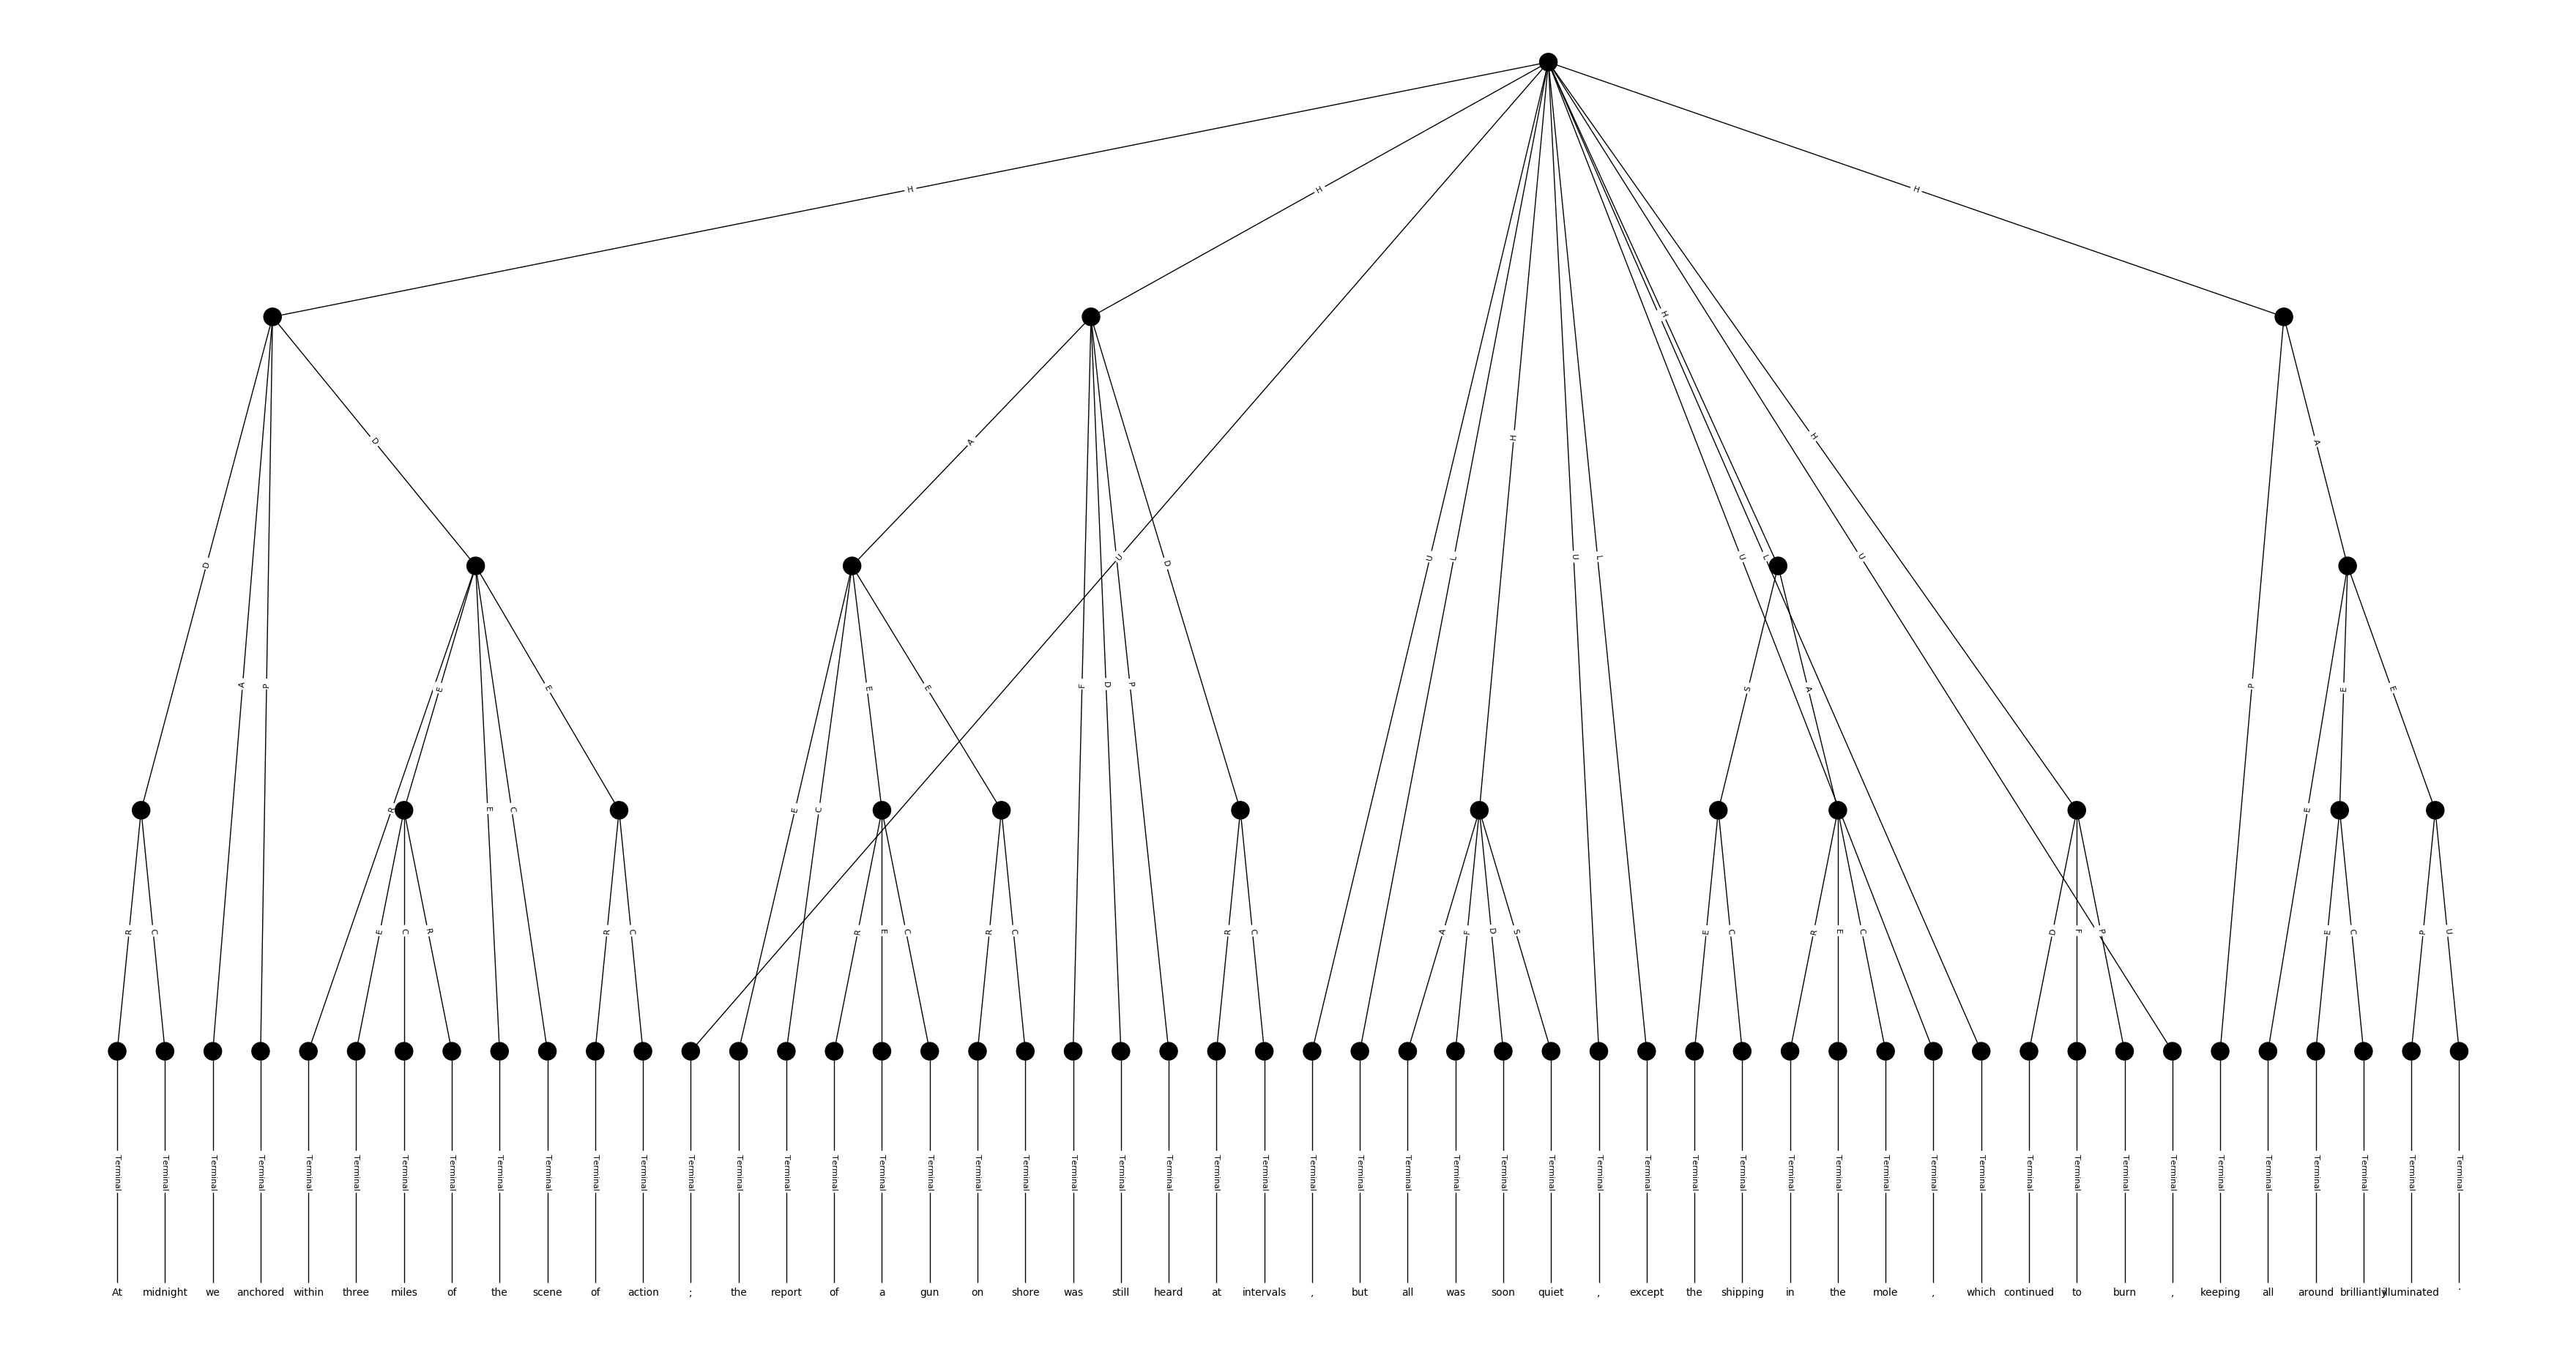 H H H
H
D A H H
D
D U L U L U L U
A P F D P D P A
R E E E E S A E E
R E C E C E
R C E C R R C R E C R C R C A F D S E C R E C D F P E C P U
Terminal Terminal Terminal Terminal Terminal Terminal Terminal Terminal Terminal Terminal Terminal Terminal Terminal Terminal Terminal Terminal Terminal Terminal Terminal Terminal Terminal Terminal Terminal Terminal Terminal Terminal Terminal Terminal Terminal Terminal Terminal Terminal Terminal Terminal Terminal Terminal Terminal Terminal Terminal Terminal Terminal Terminal Terminal Terminal Terminal Terminal Terminal Terminal Terminal Terminal
At midnight we anchored within three miles of the scene of action ; the report of a gun on shore was still heard at intervals , but all was soon quiet , except the shipping in the mole , which continued to burn , keeping all around brilliantly illuminated .